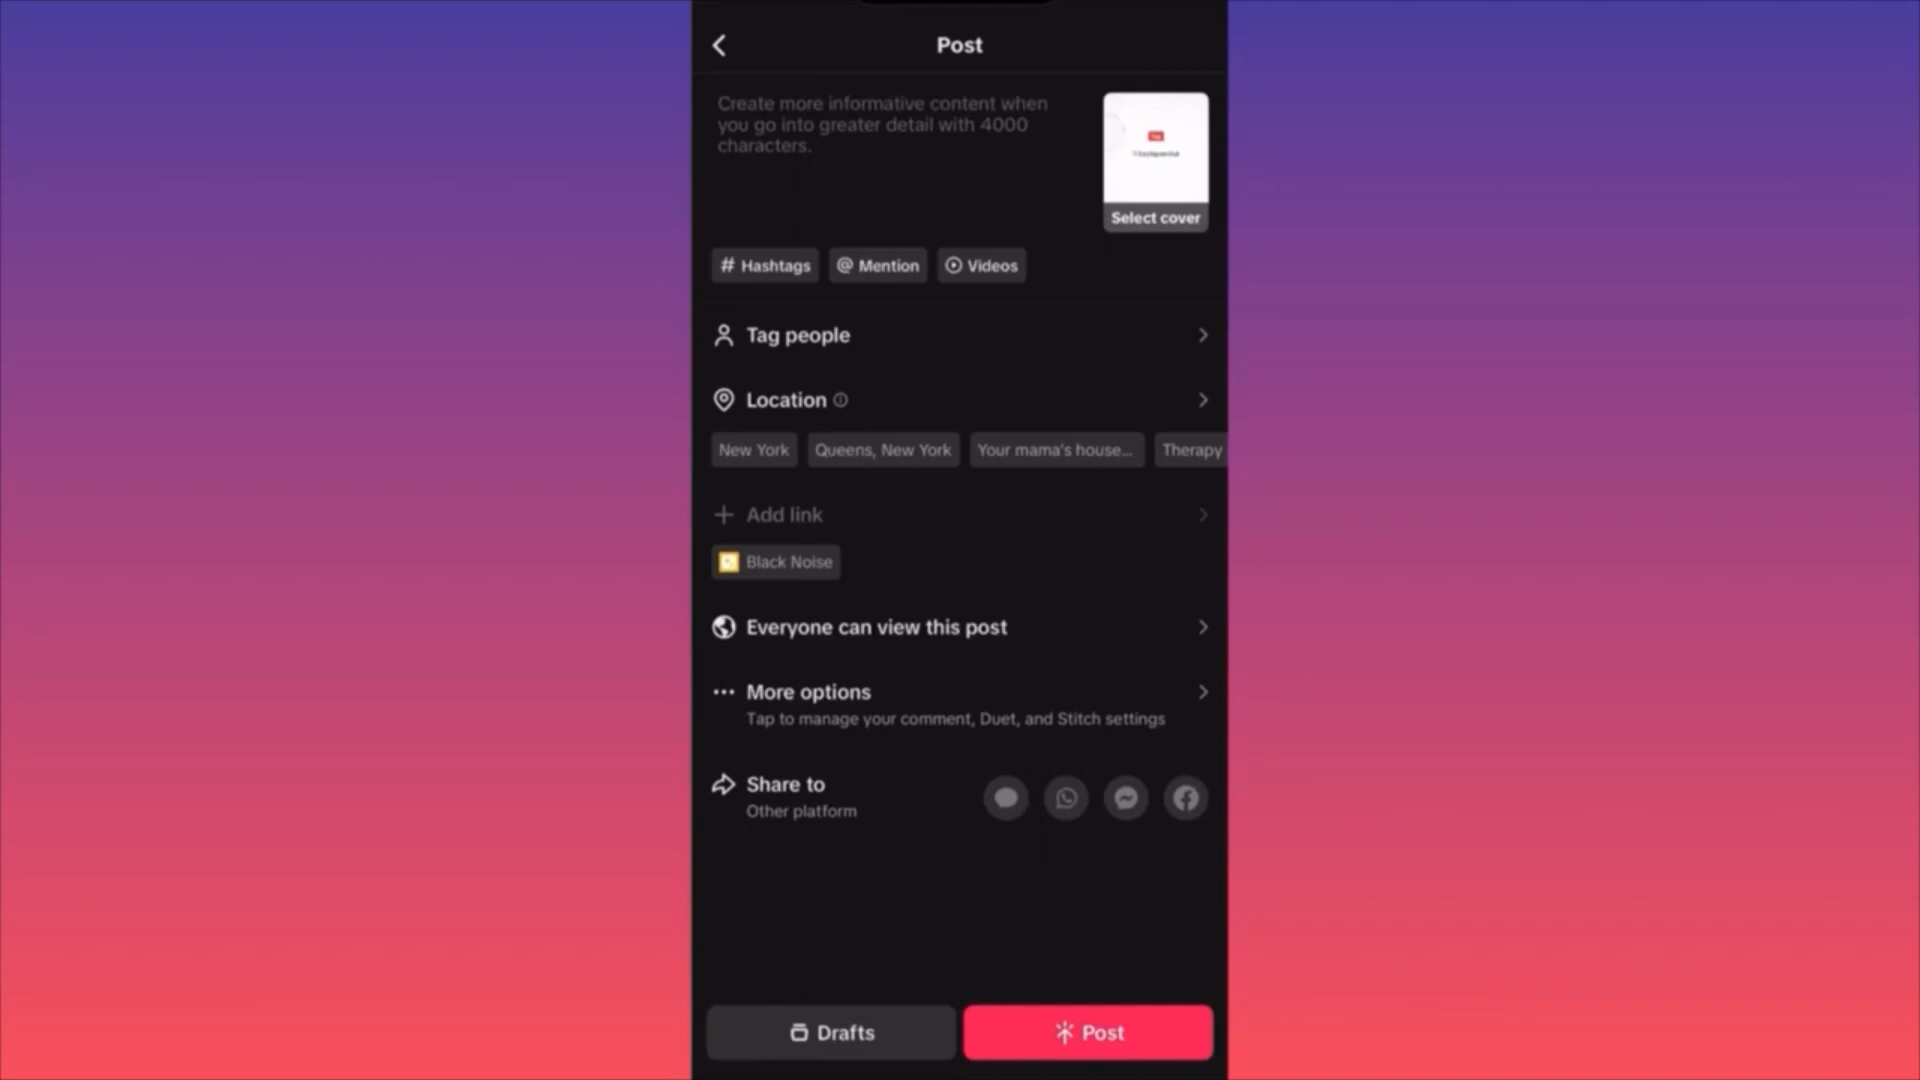 Post
Create more informative content when
you go into greater detail with 4000
characters.
Select cover
# Hashtags
@ Mention
Videos
Tag people
Location
New York
Queens, New York
Your mama's house...
Therapy
+ Add link
Black Noise
Everyone can view this post
More options
Tap to manage your comment, Duet, and Stitch settings
Share to
Other platform
Drafts
Post